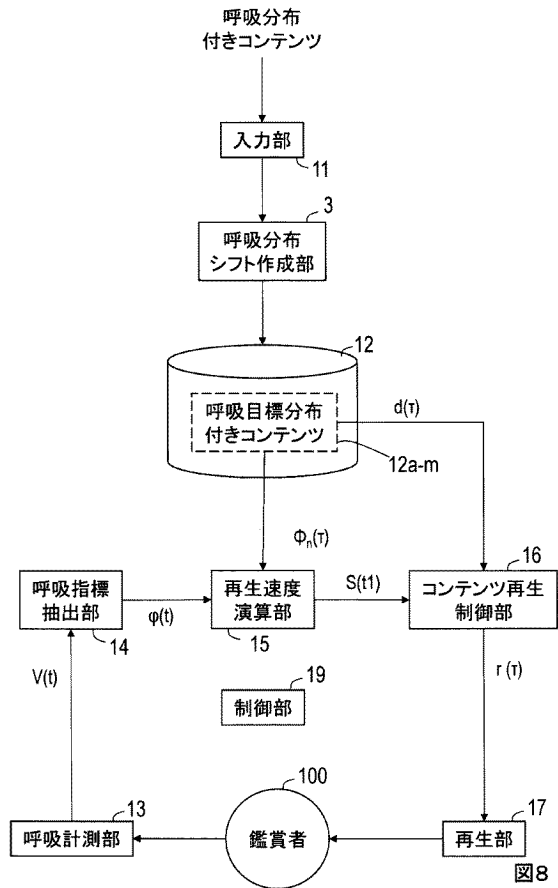 呼吸分布
付きコンテンツ
入力部
11
3
呼吸分布
シフト作成部
12
呼吸目標分布
付きコンテンツ
d(τ)
12a-m
Φn(τ)
16
呼吸指標
抽出部
φ(t)
再生速度
演算部
S(t1)
コンテンツ再生
制御部
14
15
V(t)
19
制御部
r(τ)
100
13
呼吸計測部
鑑賞者
17
再生部
図8